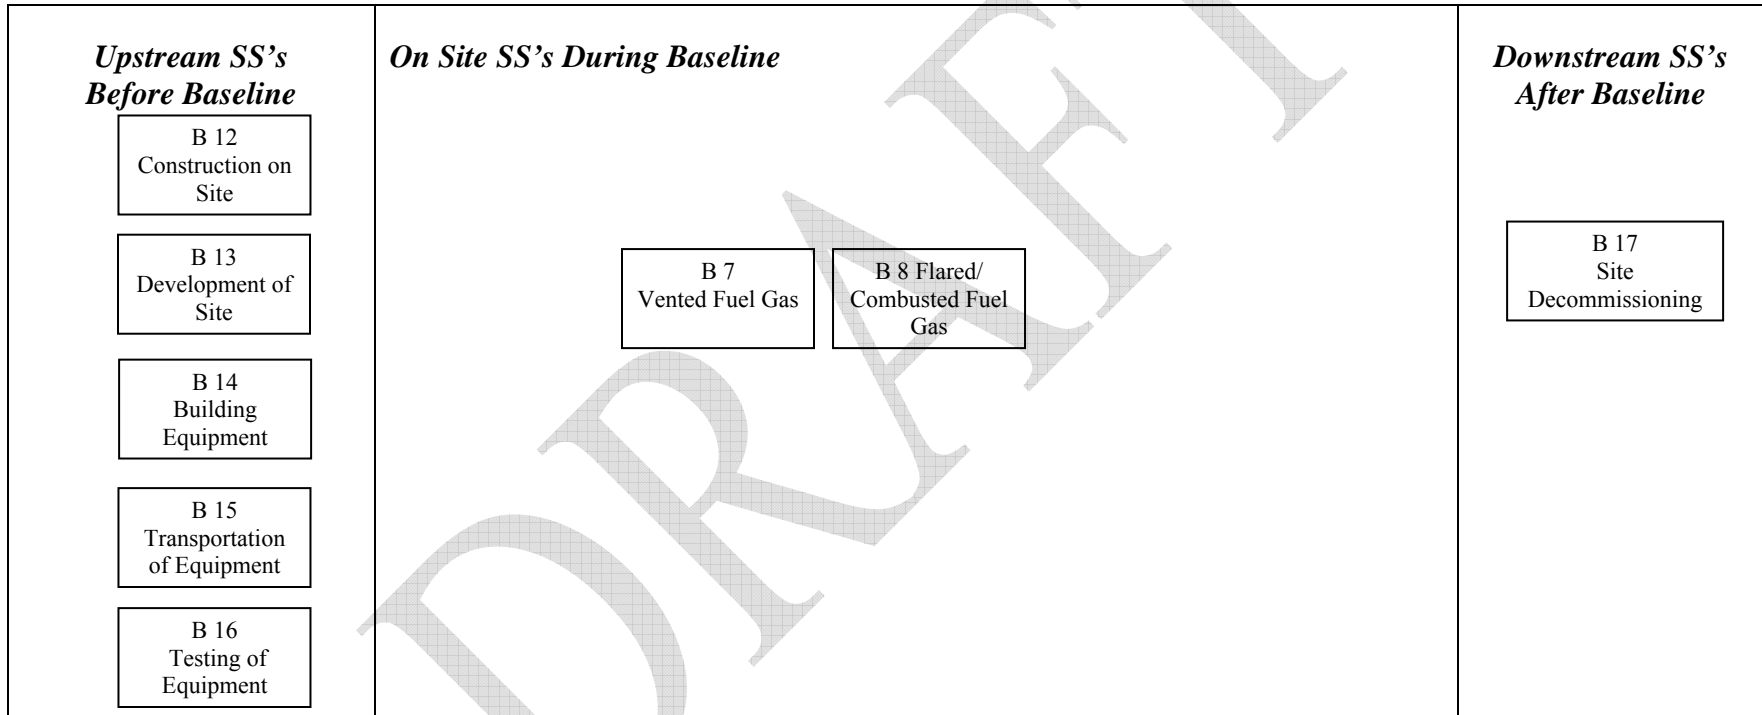 Upstream SS's
Before Baseline
B 12
Construction on
Site
B 13
Development of
Site
B 14
Building
Equipment
B 15
Transportation
of Equipment
B 16
Testing of
Equipment
On Site SS's During Baseline
B 7
Vented Fuel Gas
B 8 Flared/
Combusted Fuel
Gas
Downstream SS's
After Baseline
B 17
Site
Decommissioning
DRAFT